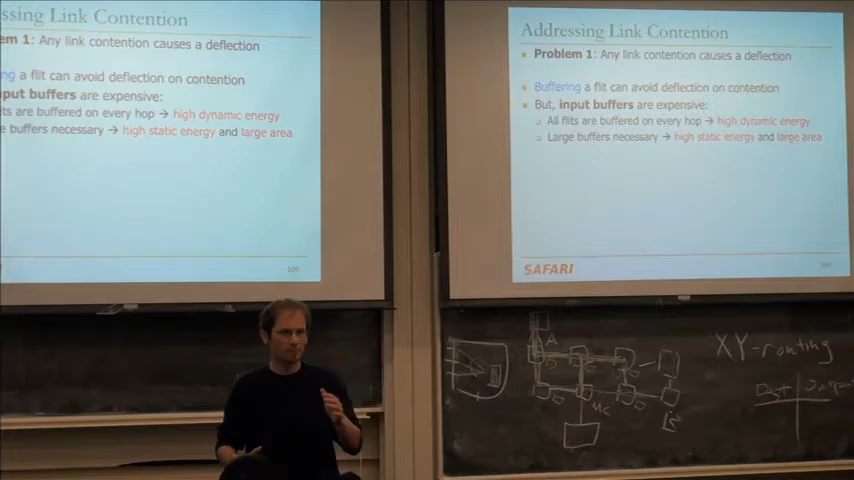 ssing Link Contention
em 1: Any link contention causes a deflection
ng a flit can avoid deflection on contention
nput buffers are expensive:
ts are buffered on every hop → high dynamic energy
e buffers necessary → high static energy and large area
Addressing Link Contention
Problem 1: Any link contention causes a deflection
Buffering a flit can avoid deflection on contention
But, input buffers are expensive:
All flits are buffered on every hop → high dynamic energy
Large buffers necessary → high static energy and large area
SAFARI
XY-routing
A
B